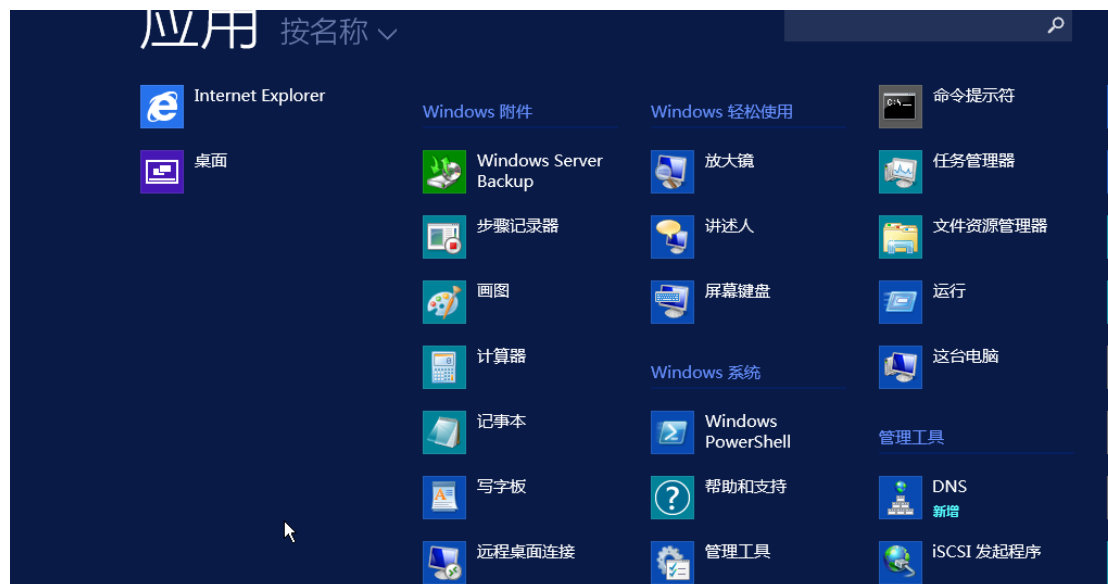 应用 按名称
Internet Explorer
桌面
Windows 附件
Windows Server
Backup
步骤记录器
画图
计算器
记事本
写字板
远程桌面连接
Windows 轻松使用
放大镜
讲述人
屏幕键盘
Windows 系统
Windows
PowerShell
帮助和支持
管理工具
命令提示符
任务管理器
文件资源管理器
运行
这台电脑
管理工具
DNS
新增
iSCSI 发起程序